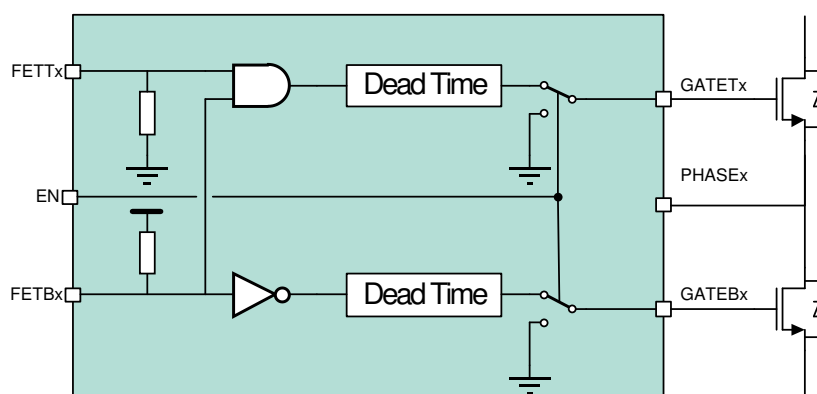 FETTx
Dead Time
GATETx
EN
PHASEx
FETBx
Dead Time
GATEBx